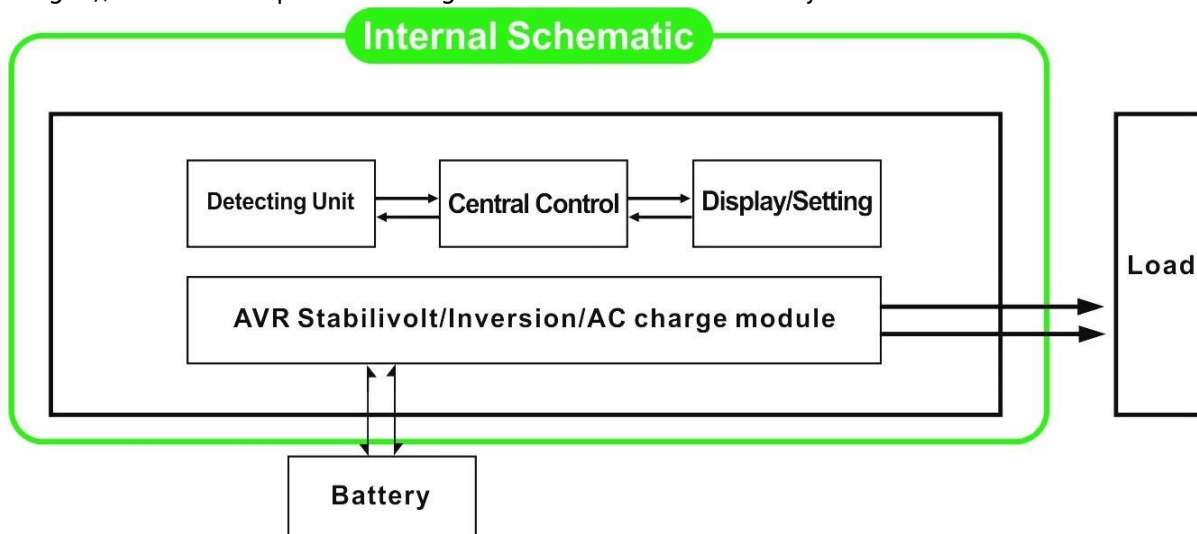 Internal Schematic
Detecting Unit
Central Control
Display/Setting
Load
AVR Stabilivolt/Inversion/AC charge module
Battery